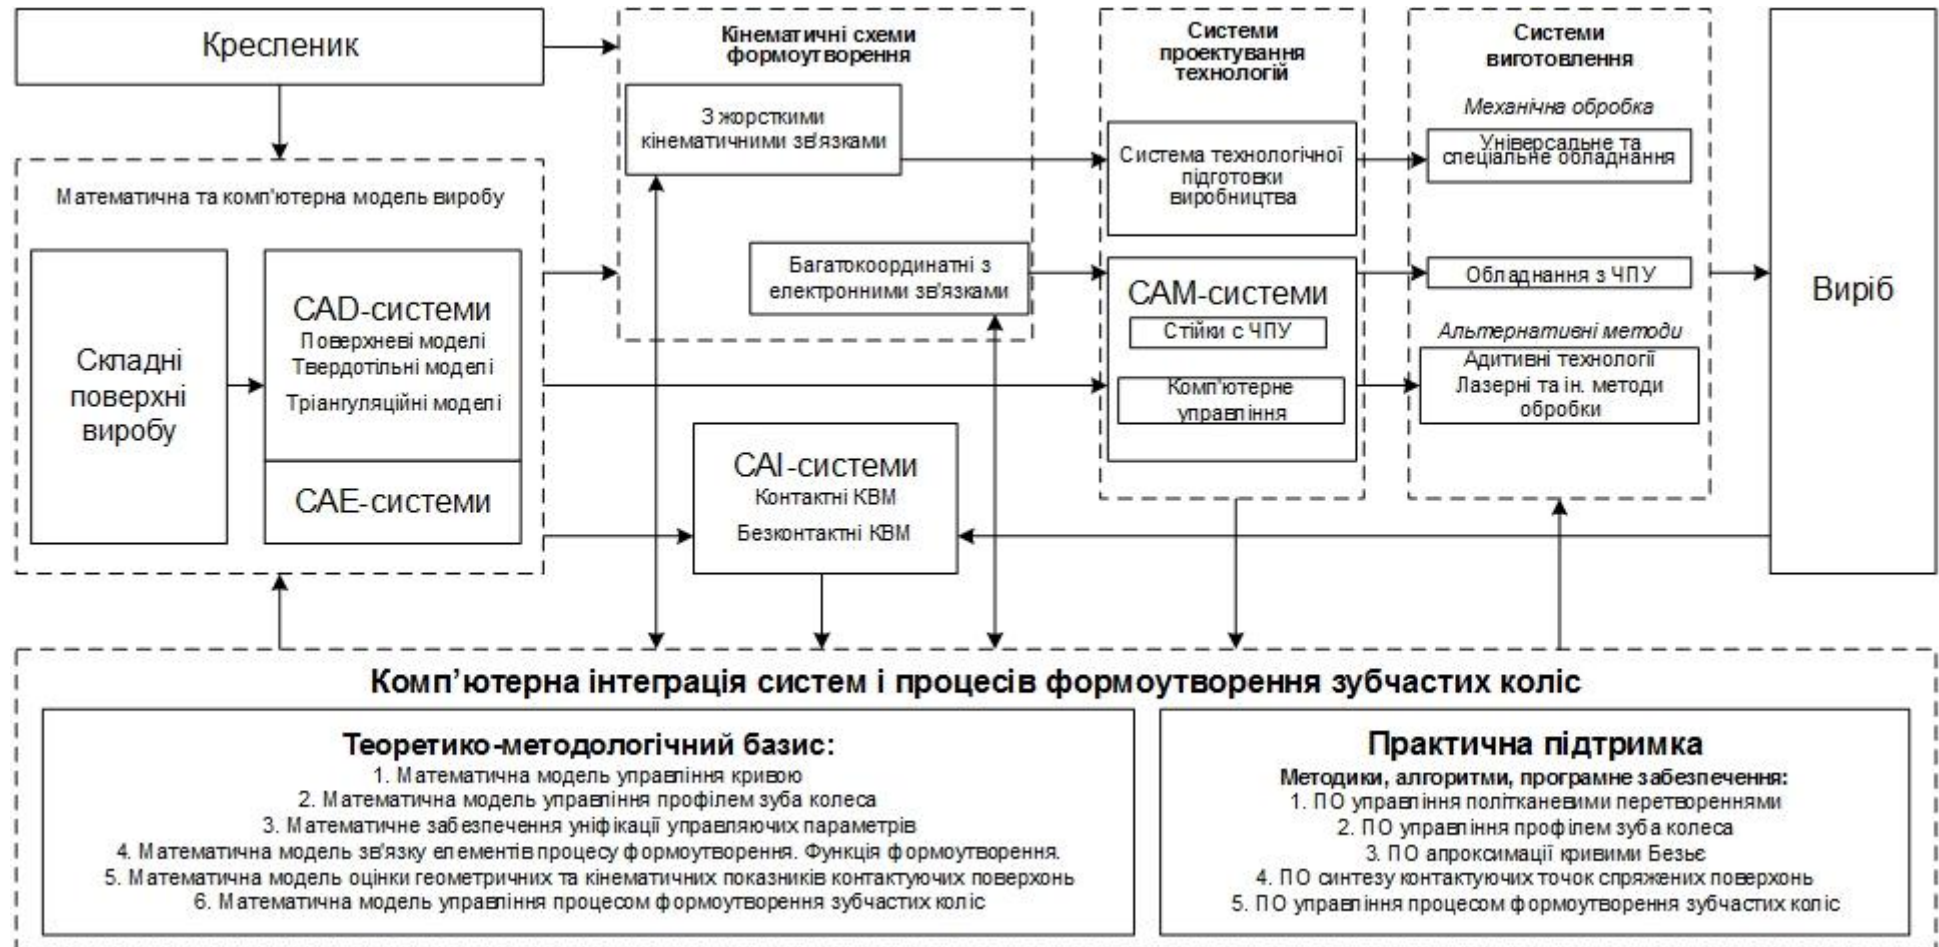 Кресленик
Математична та комп'ютерна модель виробу
Складні
поверхні
виробу
CAD-системи
Поверхневі моделі
Твердотільні моделі
Тріангуляційні моделі
CAE-системи
Кінематичні схеми
формоутворення
З жорсткими
кінематичними зв'язками
Багатокоординатні з
електронними зв'язками
CAI-системи
Контактні КВМ
Безконтактні КВМ
Системи
проектування
технологій
Система технологічної
підготовки
виробництва
CAM-системи
Стійки с ЧПУ
Комп'ютерне
управління
Системи
виготовлення
Механічна обробка
Універсальне та
спеціальне обладнання
Обладнання з ЧПУ
Альтернативні методи
Адитивні технології
Лазерні та ін. методи
обробки
Виріб
Комп’ютерна інтеграція систем і процесів формоутворення зубчастих коліс
Теоретико-методологічний базис:
1. Математична модель управління кривою
2. Математична модель управління профілем зуба колеса
3. Математичне забезпечення уніфікації управляючих параметрів
4. Математична модель зв'язку елементів процесу формоутворення. Функція формоутворення.
5. Математична модель оцінки геометричних та кінематичних показників контактуючих поверхонь
6. Математична модель управління процесом формоутворення зубчастих коліс
Практична підтримка
Методики, алгоритми, програмне забезпечення:
1. ПО управління політканевими перетвореннями
2. ПО управління профілем зуба колеса
3. ПО апроксимації кривими Безьє
4. ПО синтезу контактуючих точок спряжених поверхонь
5. ПО управління процесом формоутворення зубчастих коліс